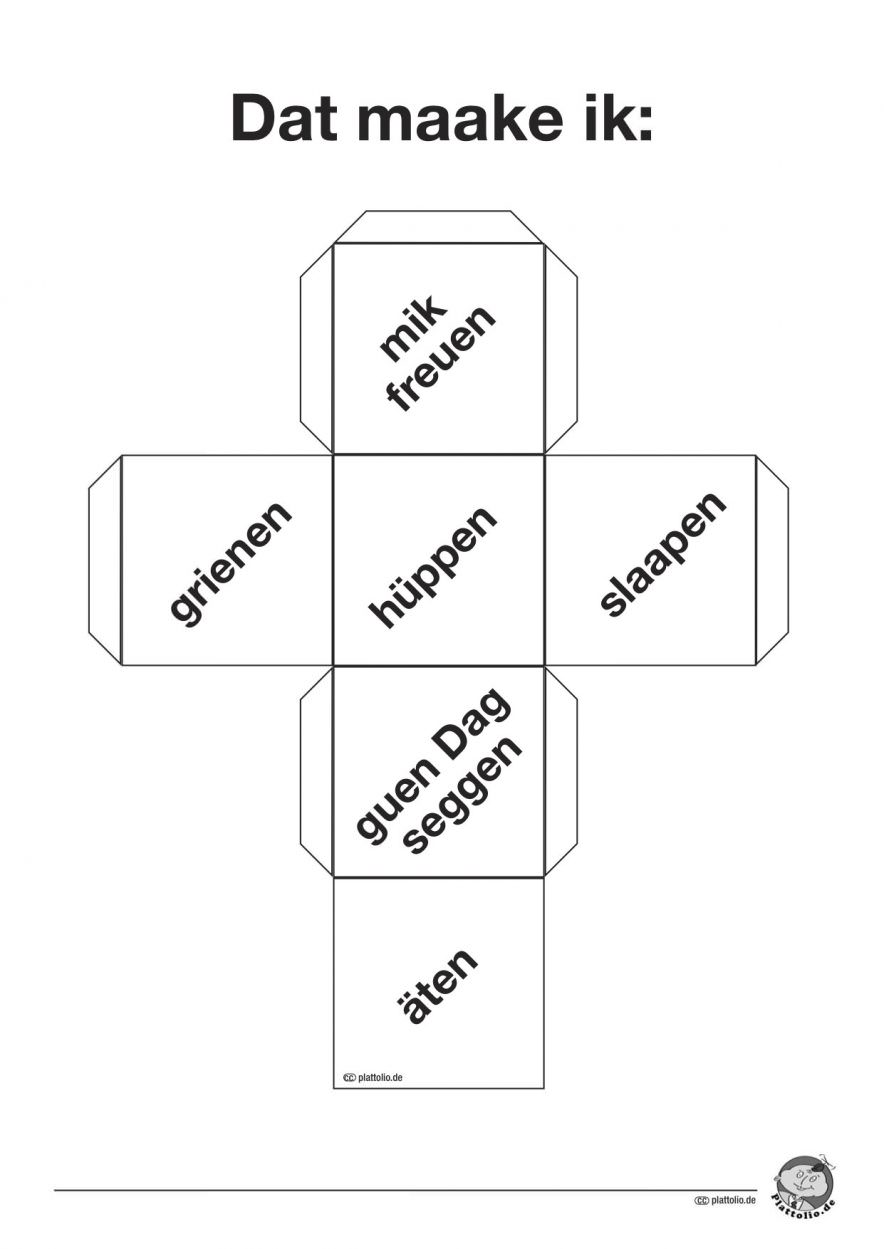 Dat maake ik:
mik
freuen
grienen
hüppen
slaapen
guen Dag
seggen
äten
cc plattolio.de
cc plattolio.de
Plattolio.de